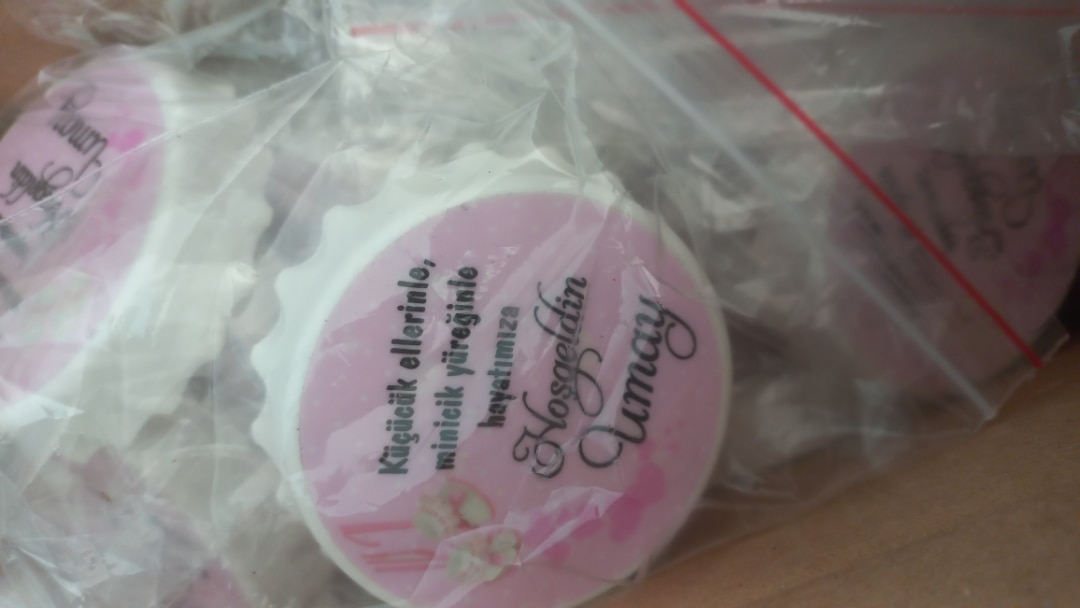 Küçücük ellerinle,
minicik yüreğinle
hayatımıza
Hoşgeldin
Umay